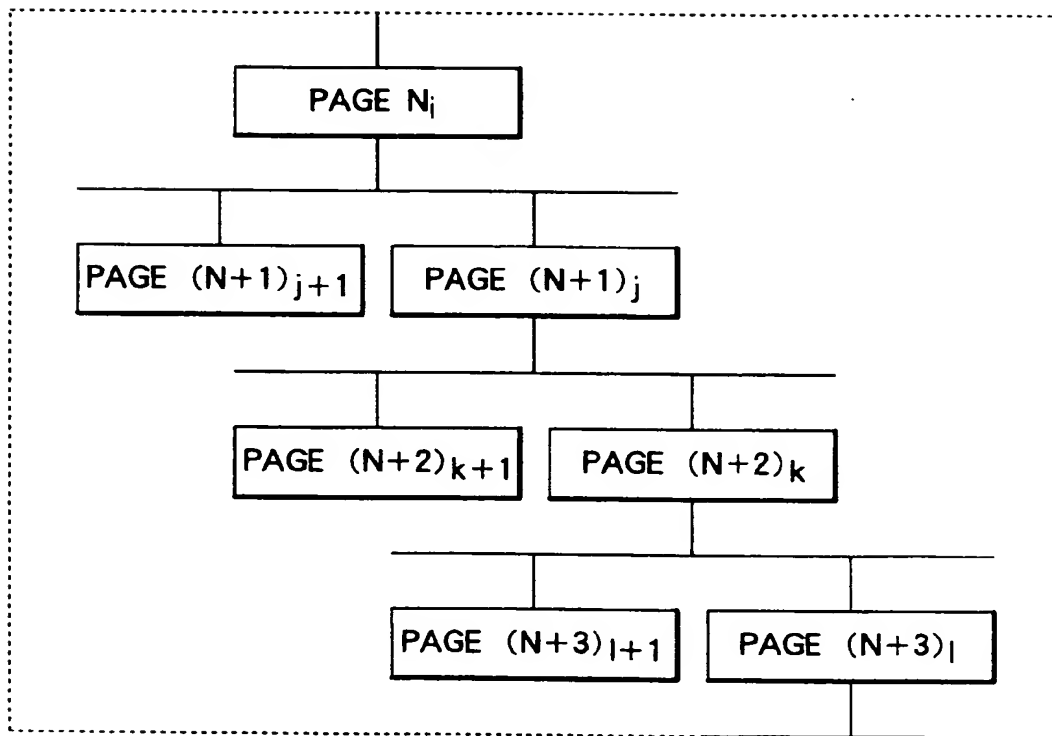 PAGE Nᵢ
PAGE (N+1)ⱼ₊₁
PAGE (N+1)ⱼ
PAGE (N+2)ₖ₊₁
PAGE (N+2)ₖ
PAGE (N+3)ₗ₊₁
PAGE (N+3)ₗ